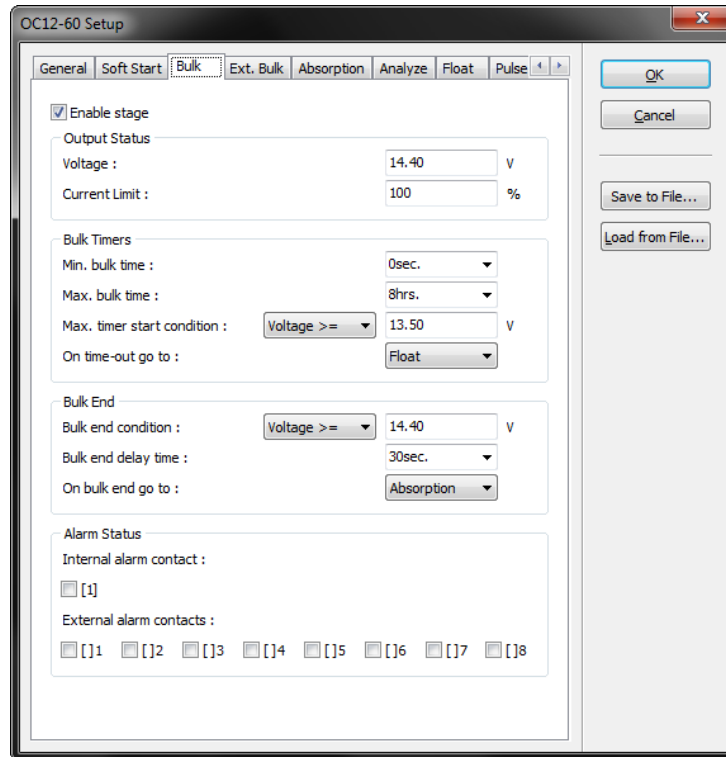 OC12-60 Setup
General Soft Start Bulk Ext. Bulk Absorption Analyze Float Pulse
OK
Cancel
Save to File...
Load from File...
Enable stage
Output Status
Voltage : 14.40 V
Current Limit : 100 %
Bulk Timers
Min. bulk time : 0sec.
Max. bulk time : 8hrs.
Max. timer start condition : Voltage >= 13.50 V
On time-out go to : Float
Bulk End
Bulk end condition : Voltage >= 14.40 V
Bulk end delay time : 30sec.
On bulk end go to : Absorption
Alarm Status
Internal alarm contact :
[1]
External alarm contacts :
[]1 []2 []3 []4 []5 []6 []7 []8